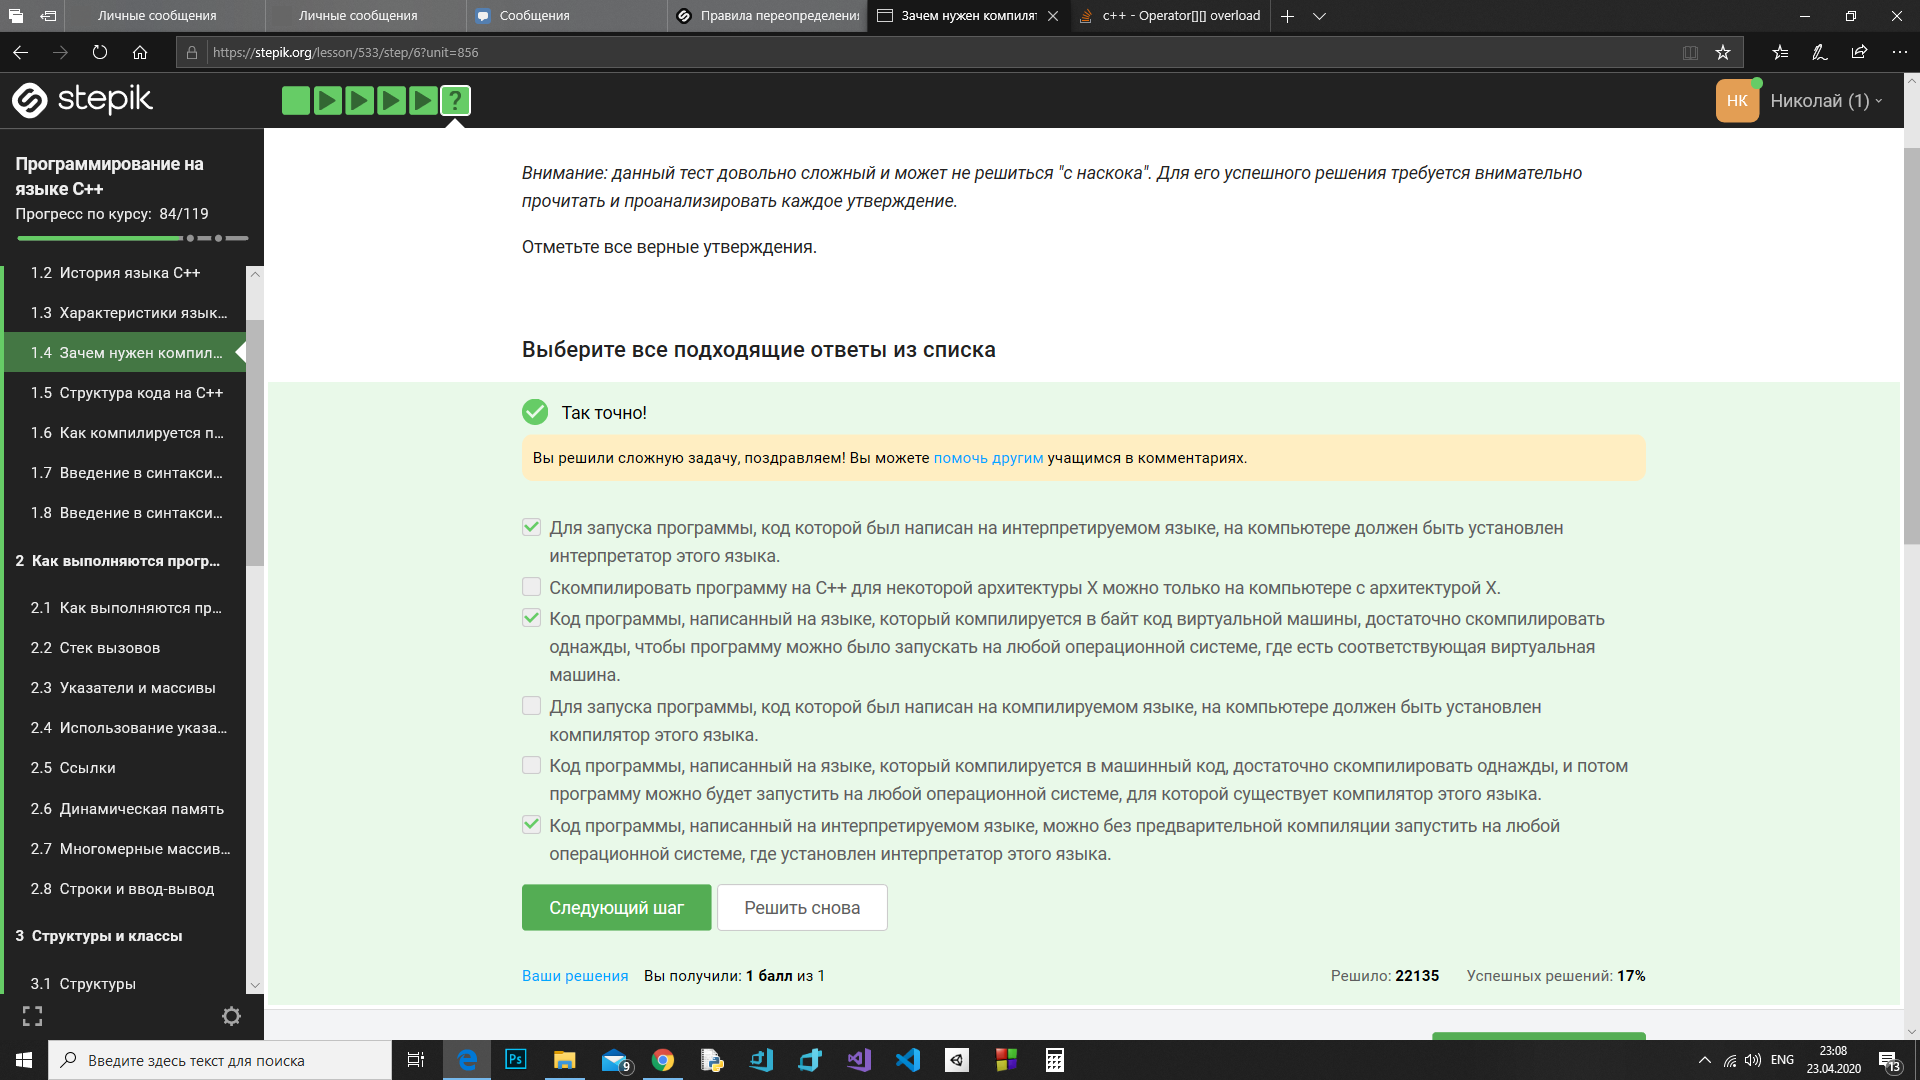 Личные сообщения
Личные сообщения
Сообщения
Правила переопределения
Зачем нужен компилят
c++ - Operator[][] overload
https://stepik.org/lesson/533/step/6?unit=856
stepik
?
НК
Николай (1)
Программирование на
языке C++
Прогресс по курсу: 84/119
1.2 История языка C++
1.3 Характеристики язык...
1.4 Зачем нужен компил...
1.5 Структура кода на C++
1.6 Как компилируется п...
1.7 Введение в синтакси...
1.8 Введение в синтакси...
2 Как выполняются прогр...
2.1 Как выполняются пр...
2.2 Стек вызовов
2.3 Указатели и массивы
2.4 Использование указа...
2.5 Ссылки
2.6 Динамическая память
2.7 Многомерные массив...
2.8 Строки и ввод-вывод
3 Структуры и классы
3.1 Структуры
Внимание: данный тест довольно сложный и может не решиться "с наскока". Для его успешного решения требуется внимательно
прочитать и проанализировать каждое утверждение.
Отметьте все верные утверждения.
Выберите все подходящие ответы из списка
Так точно!
Вы решили сложную задачу, поздравляем! Вы можете помочь другим учащимся в комментариях.
Для запуска программы, код которой был написан на интерпретируемом языке, на компьютере должен быть установлен
интерпретатор этого языка.
Скомпилировать программу на C++ для некоторой архитектуры X можно только на компьютере с архитектурой X.
Код программы, написанный на языке, который компилируется в байт код виртуальной машины, достаточно скомпилировать
однажды, чтобы программу можно было запускать на любой операционной системе, где есть соответствующая виртуальная
машина.
Для запуска программы, код которой был написан на компилируемом языке, на компьютере должен быть установлен
компилятор этого языка.
Код программы, написанный на языке, который компилируется в машинный код, достаточно скомпилировать однажды, и потом
программу можно будет запустить на любой операционной системе, для которой существует компилятор этого языка.
Код программы, написанный на интерпретируемом языке, можно без предварительной компиляции запустить на любой
операционной системе, где установлен интерпретатор этого языка.
Следующий шаг
Решить снова
Ваши решения Вы получили: 1 балл из 1
Решило: 22135 Успешных решений: 17%
Введите здесь текст для поиска
Ps
9
ENG
23:08
23.04.2020
13